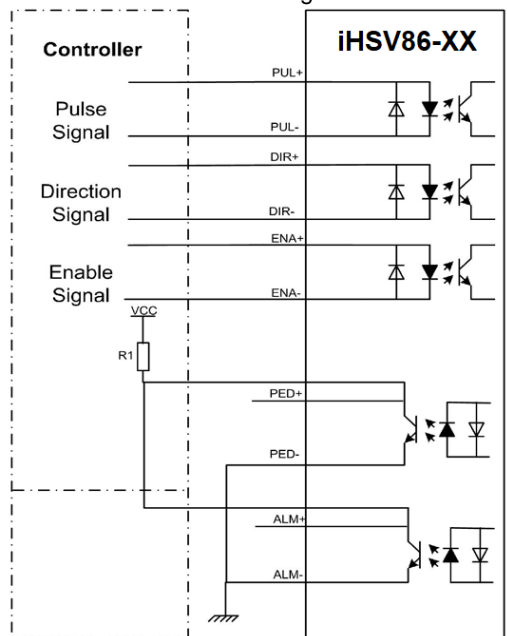 iHSV86-XX
Controller
PUL+
Pulse
Signal
PUL-
DIR+
Direction
Signal
DIR-
ENA+
Enable
Signal
ENA-
VCC
R1
PED+
PED-
ALM+
ALM-